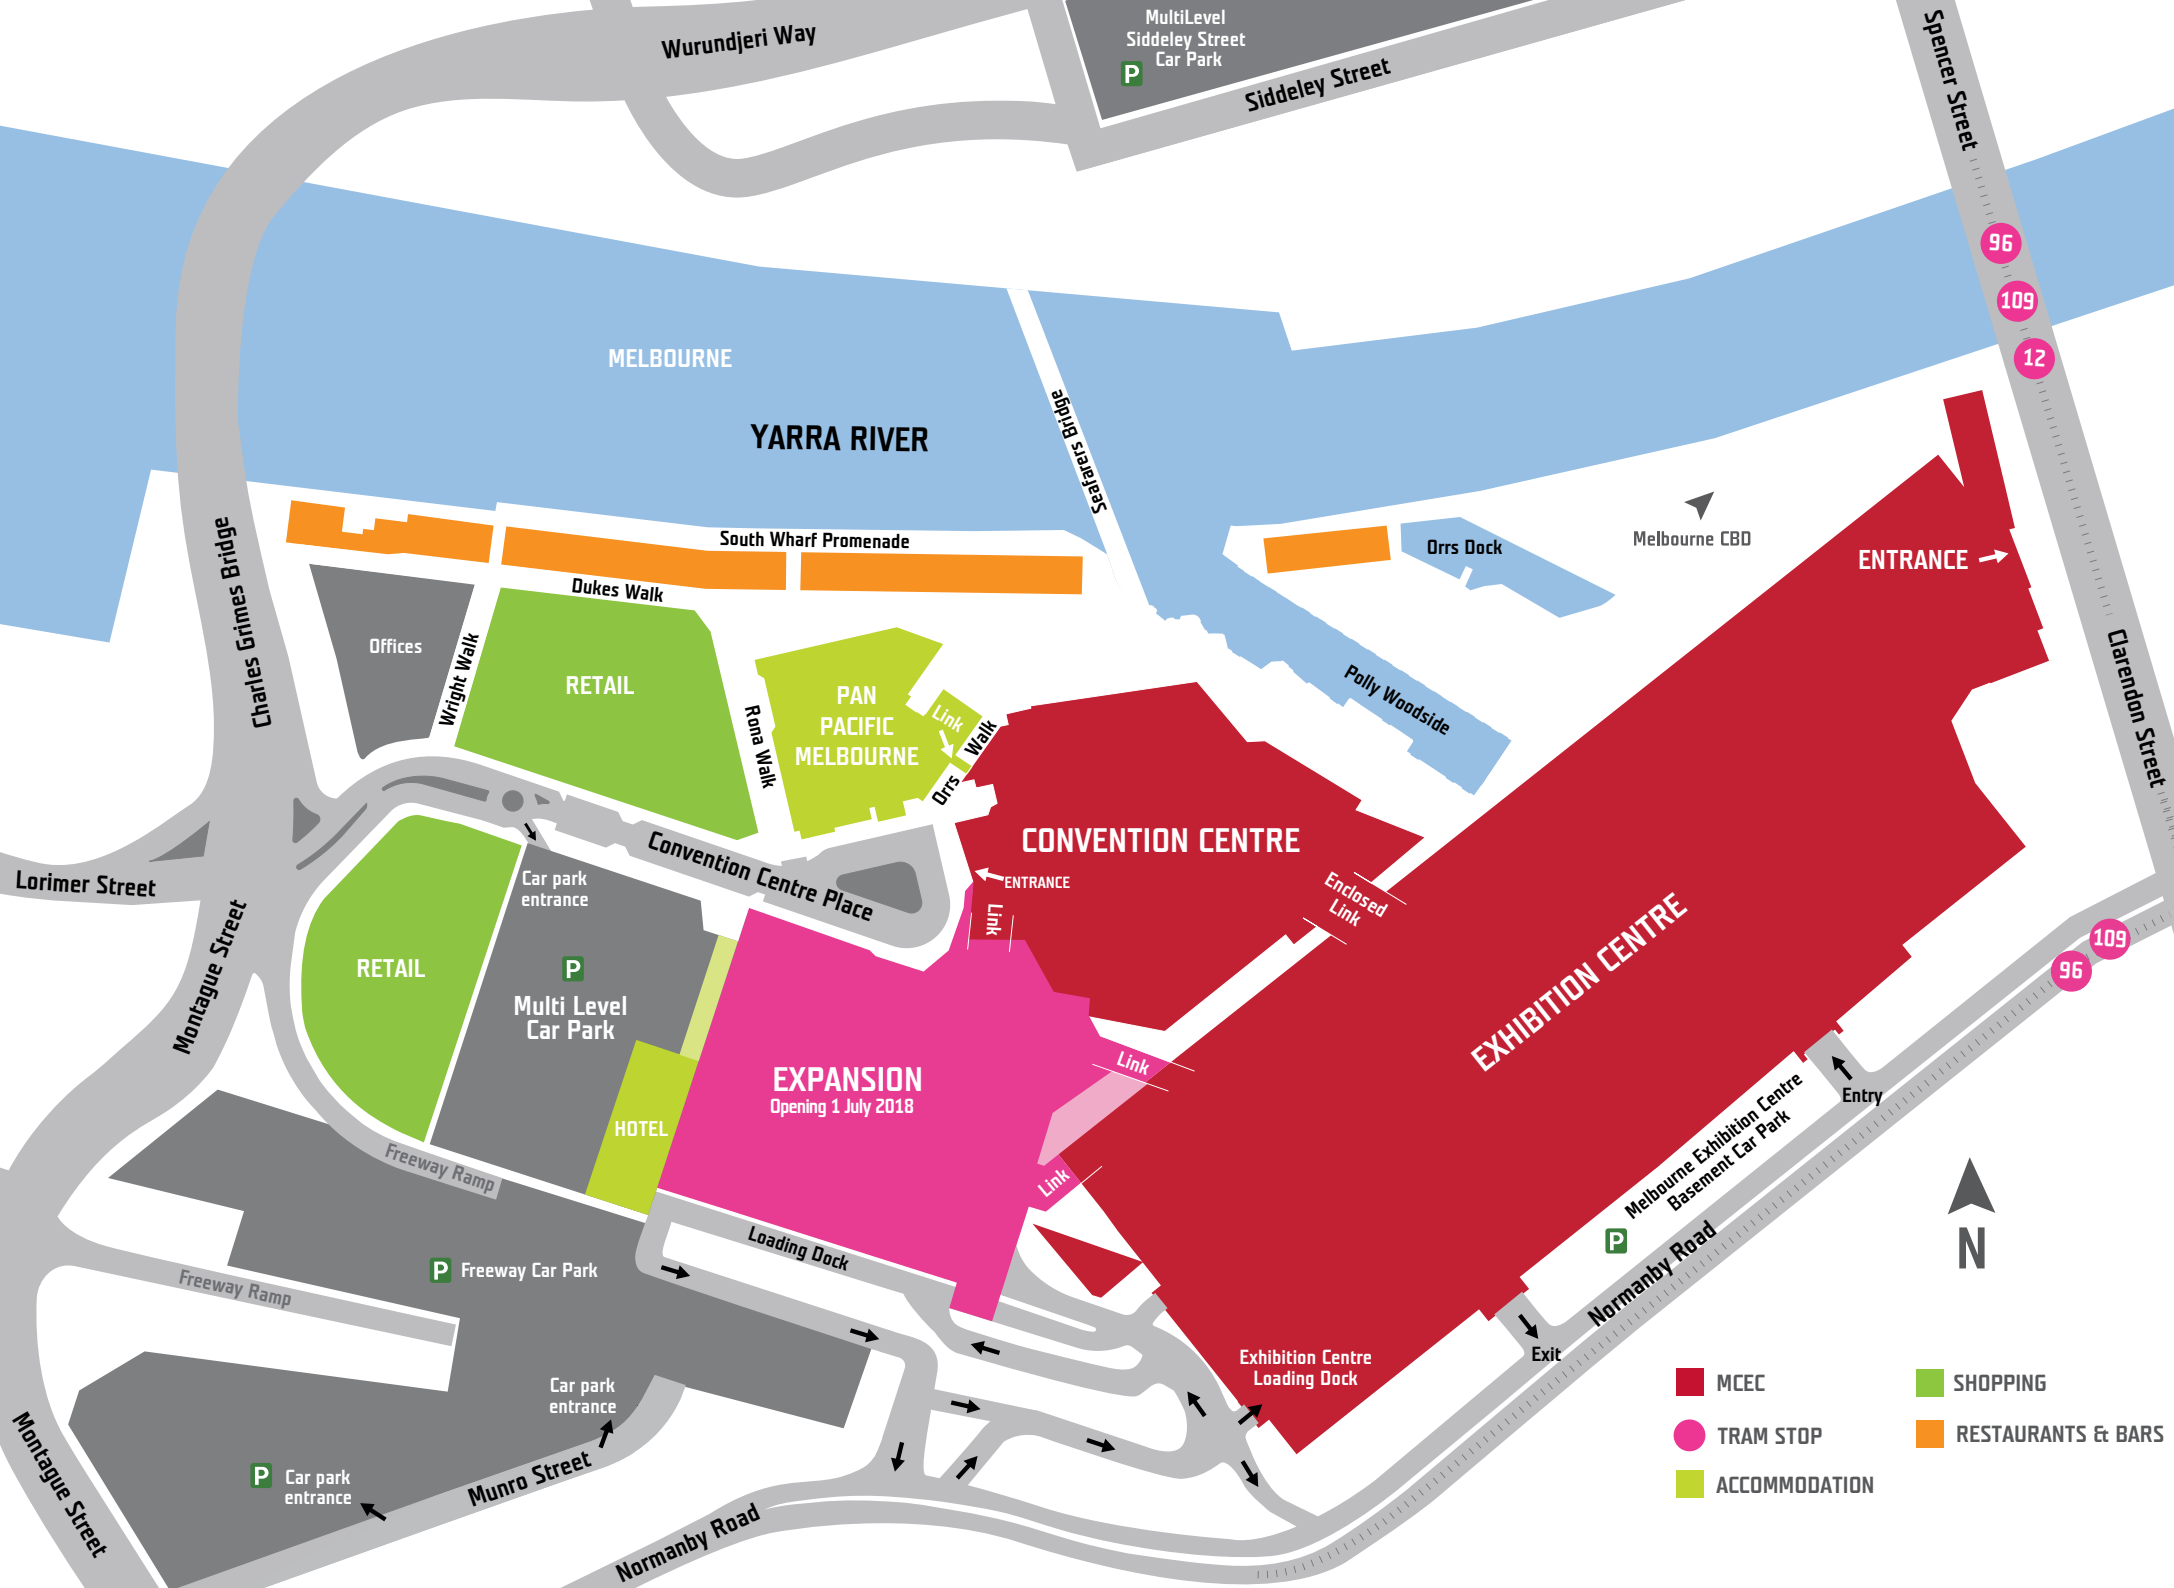 Wurundjeri Way
MultiLevel
Siddeley Street
Car Park
P
Siddeley Street
Spencer Street
96
109
12
MELBOURNE
YARRA RIVER
Seafarers Bridge
Charles Grimes Bridge
South Wharf Promenade
Dukes Walk
Orrs Dock
Melbourne CBD
ENTRANCE
Offices
Wright Walk
RETAIL
Rona Walk
PAN
PACIFIC
MELBOURNE
Link
Orrs Walk
Polly Woodside
Clarendon Street
CONVENTION CENTRE
ENTRANCE
Link
Enclosed
Link
EXHIBITION CENTRE
Convention Centre Place
Lorimer Street
Montague Street
Car park
entrance
RETAIL
P
Multi Level
Car Park
109
96
EXPANSION
Opening 1 July 2018
Link
Link
HOTEL
Entry
Melbourne Exhibition Centre
Basement Car Park
P
Normanby Road
Exit
N
Freeway Ramp
Loading Dock
P Freeway Car Park
Freeway Ramp
Exhibition Centre
Loading Dock
Car park
entrance
P Car park
entrance
Munro Street
Montague Street
Normanby Road
MCEC
SHOPPING
TRAM STOP
RESTAURANTS & BARS
ACCOMMODATION